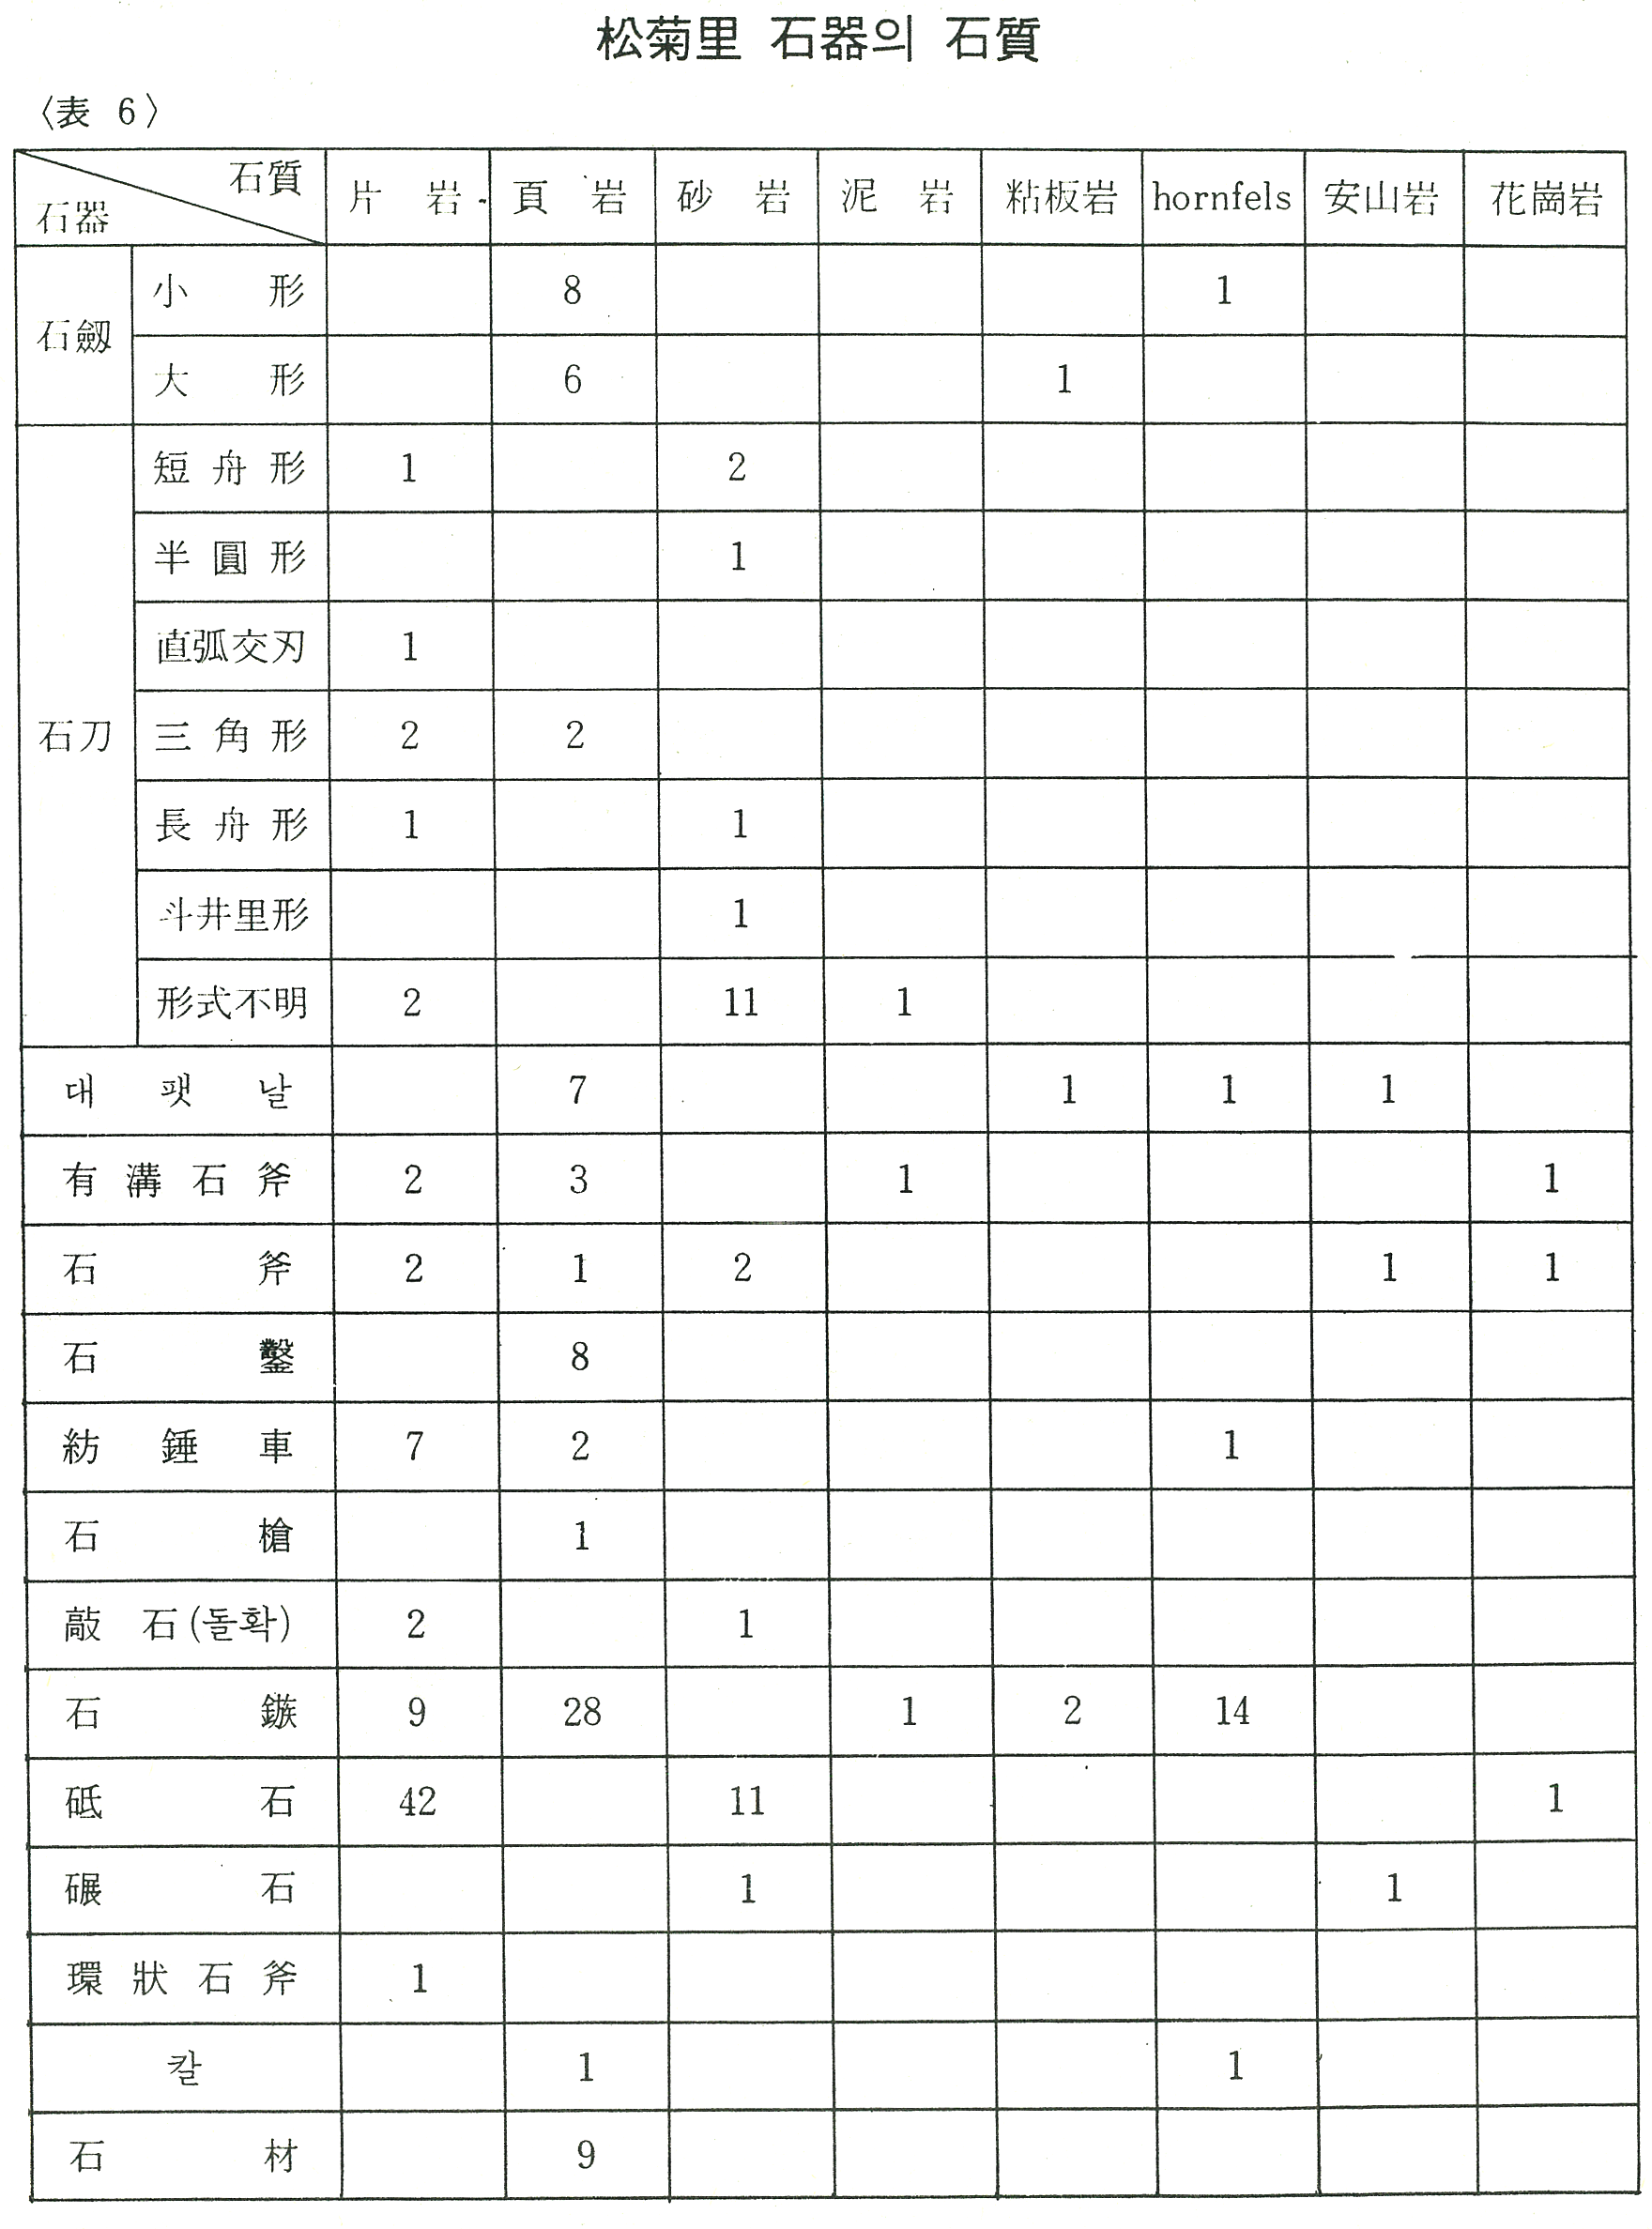 松菊里 石器의 石質
〈表 6〉
石質
石器 片岩 頁岩 砂岩 泥岩 粘板岩 hornfels 安山岩 花崗岩
石劒 小形 8 1
大形 6 1
石刀 短舟形 1 2
半圓形 1
直弧交刃 1
三角形 2 2
長舟形 1 1
斗井里形 1
形式不明 2 11 1
대팻날 7 1 1 1
有溝石斧 2 3 1 1
石斧 2 1 2 1 1
石鑿 8
紡錘車 7 2 1
石槍 1
敲石(돌확) 2 1
石鏃 9 28 1 2 14
砥石 42 11 1
碾石 1 1
環狀石斧 1
칼 1 1
石材 9